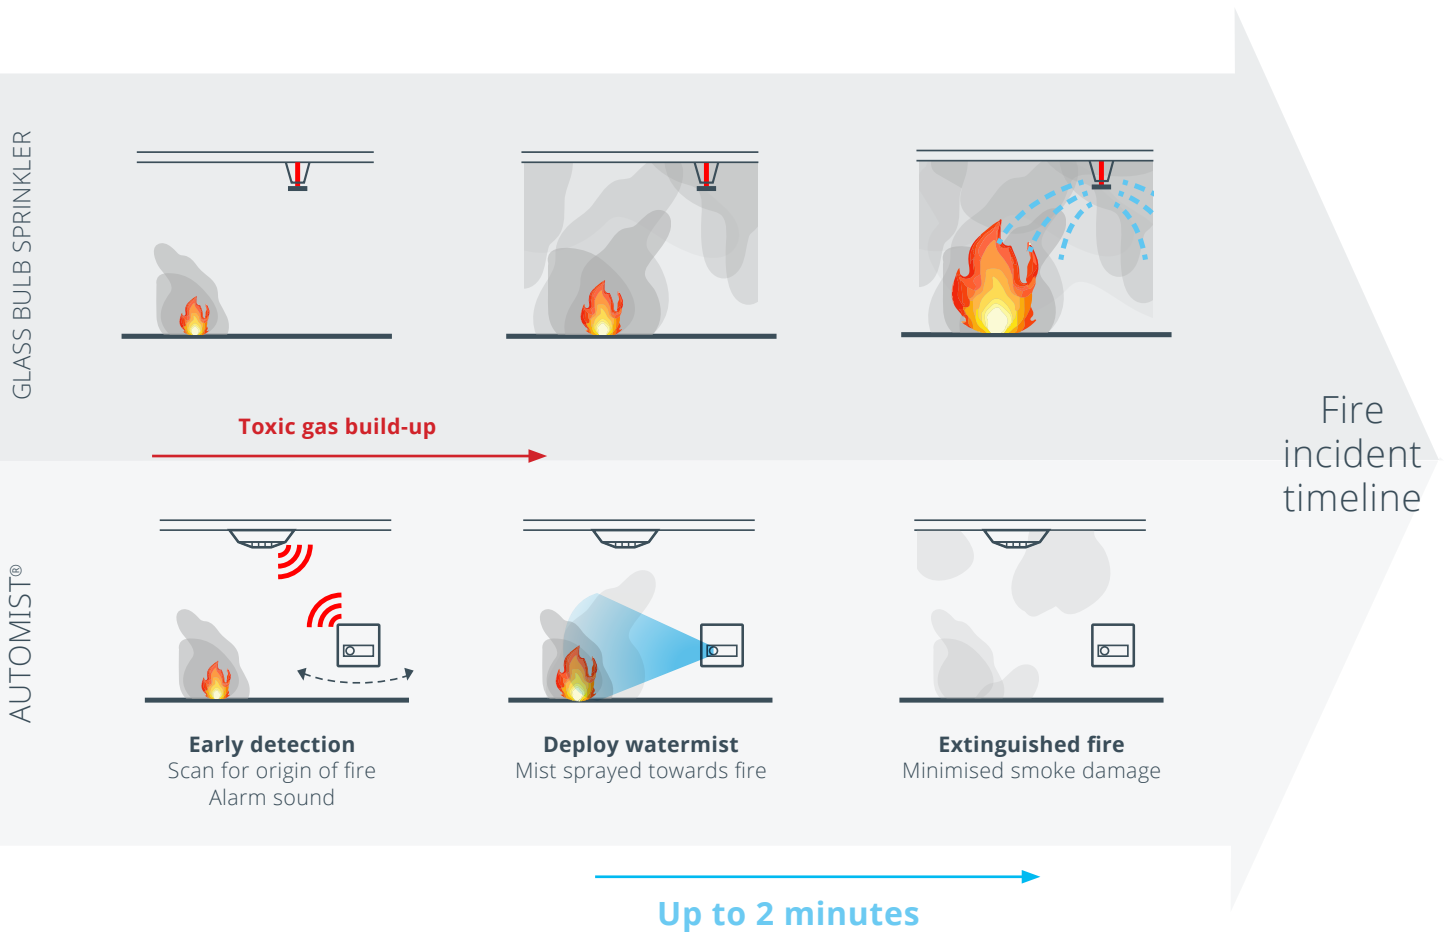 GLASS BULB SPRINKLER
Toxic gas build-up
Fire
incident
timeline
AUTOMIST®
Early detection
Scan for origin of fire
Alarm sound
Deploy watermist
Mist sprayed towards fire
Extinguished fire
Minimised smoke damage
Up to 2 minutes